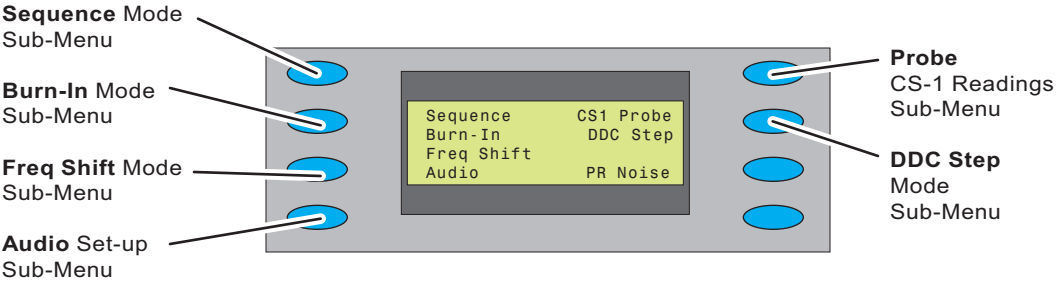 Sequence Mode
Sub-Menu
Burn-In Mode
Sub-Menu
Freq Shift Mode
Sub-Menu
Audio Set-up
Sub-Menu
Sequence CS1 Probe
Burn-In DDC Step
Freq Shift
Audio PR Noise
Probe
CS-1 Readings
Sub-Menu
DDC Step
Mode
Sub-Menu